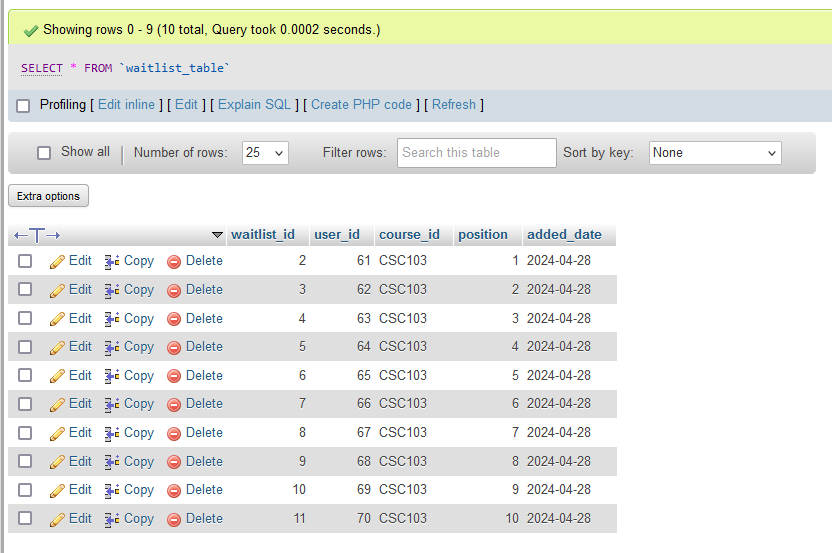 Showing rows 0 - 9 (10 total, Query took 0.0002 seconds.)
SELECT * FROM `waitlist_table`
Profiling [ Edit inline ] [ Edit ] [ Explain SQL ] [ Create PHP code ] [ Refresh ]
Show all | Number of rows: 25 Filter rows: Search this table Sort by key: None
Extra options
waitlist_id user_id course_id position added_date
Edit Copy Delete 2 61 CSC103 1 2024-04-28
Edit Copy Delete 3 62 CSC103 2 2024-04-28
Edit Copy Delete 4 63 CSC103 3 2024-04-28
Edit Copy Delete 5 64 CSC103 4 2024-04-28
Edit Copy Delete 6 65 CSC103 5 2024-04-28
Edit Copy Delete 7 66 CSC103 6 2024-04-28
Edit Copy Delete 8 67 CSC103 7 2024-04-28
Edit Copy Delete 9 68 CSC103 8 2024-04-28
Edit Copy Delete 10 69 CSC103 9 2024-04-28
Edit Copy Delete 11 70 CSC103 10 2024-04-28